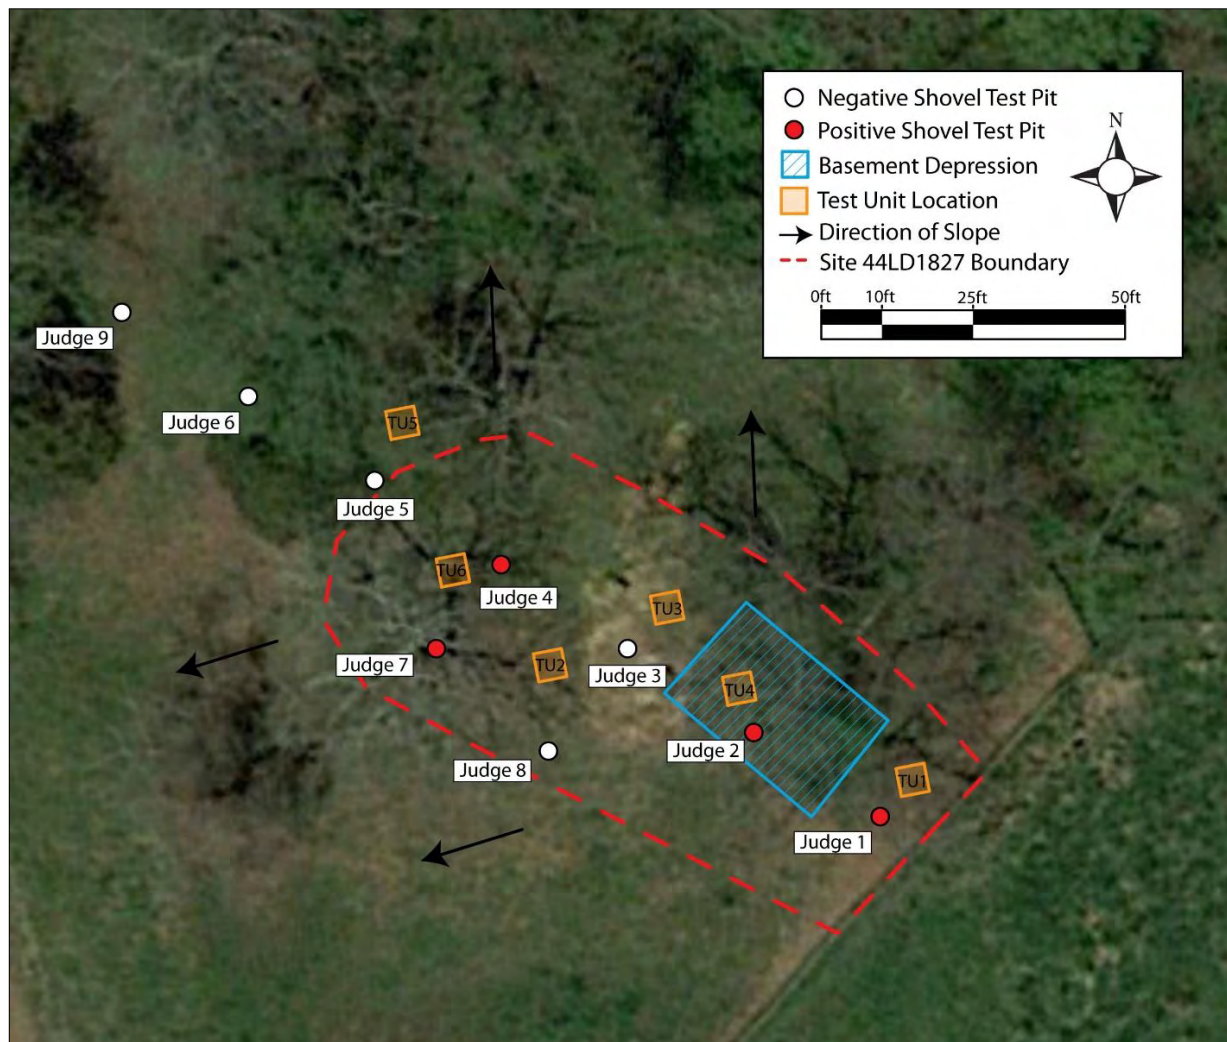 Negative Shovel Test Pit
Positive Shovel Test Pit
N
Basement Depression
Test Unit Location
Direction of Slope
Site 44LD1827 Boundary
0ft 10ft 25ft 50ft
Judge 9
Judge 6
TU5
Judge 5
TU6
Judge 4
TU3
Judge 7
TU2
Judge 3
TU4
Judge 2
Judge 8
TU1
Judge 1